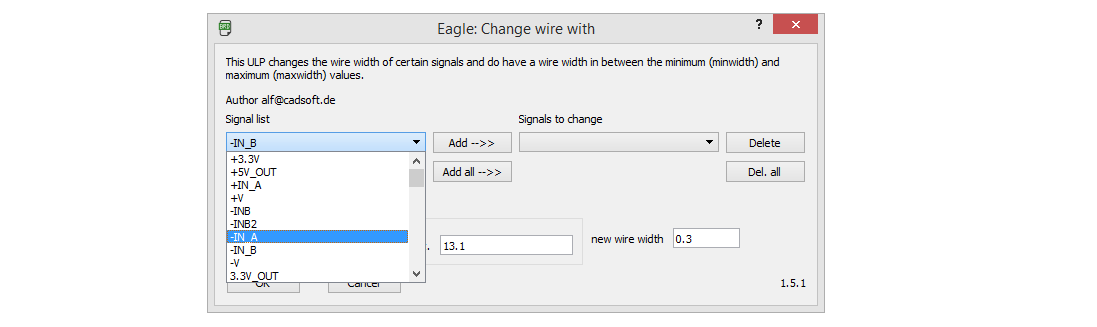 Eagle: Change wire with
?
This ULP changes the wire width of certain signals and do have a wire width in between the minimum (minwidth) and
maximum (maxwidth) values.
Author alf@cadsoft.de
Signal list
Signals to change
-IN_B
Add -->>
Delete
+3.3V
+5V_OUT
+IN_A
+V
-INB
-INB2
-IN_A
-IN_B
-V
3.3V_OUT
Add all -->>
Del. all
13.1
new wire width
0.3
OK
Cancel
1.5.1